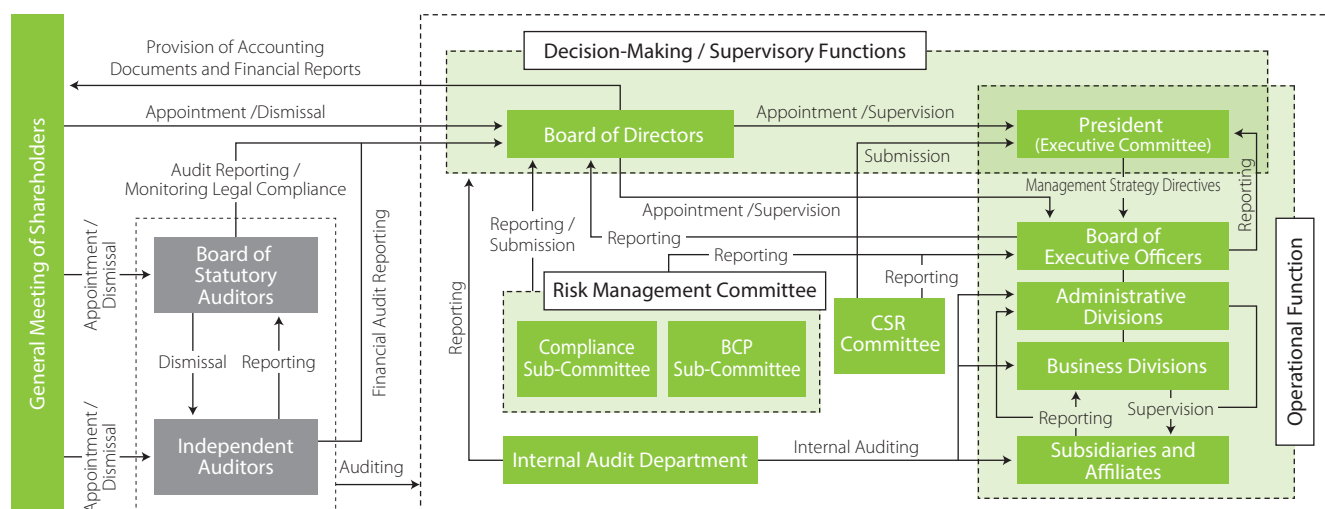 General Meeting of Shareholders
Provision of Accounting
Documents and Financial Reports
Appointment /Dismissal
Audit Reporting /
Monitoring Legal Compliance
Appointment /
Dismissal
Board of
Statutory
Auditors
Dismissal
Reporting
Financial Audit Reporting
Appointment /
Dismissal
Independent
Auditors
Auditing
Decision-Making / Supervisory Functions
Board of Directors
Appointment /Supervision
President
(Executive Committee)
Submission
Management Strategy Directives
Reporting
Appointment /Supervision
Reporting /
Submission
Reporting
Board of
Executive Officers
Reporting
Reporting
Reporting
Risk Management Committee
Compliance
Sub-Committee
BCP
Sub-Committee
CSR
Committee
Administrative
Divisions
Business Divisions
Reporting
Supervision
Operational Function
Internal Audit Department
Internal Auditing
Subsidiaries and
Affiliates